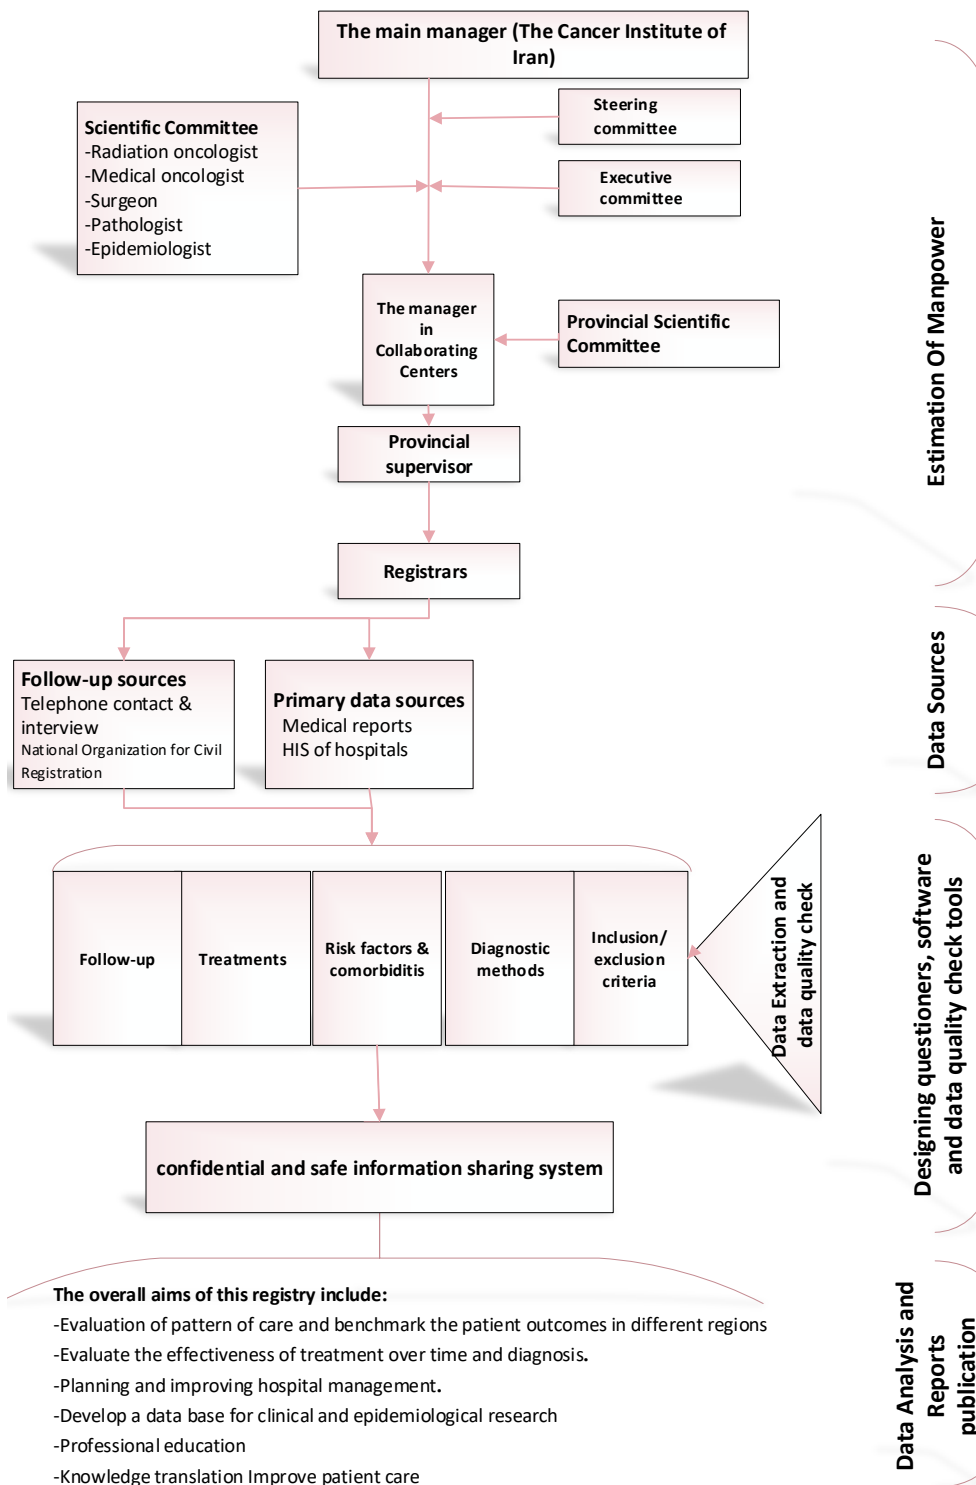 The main manager (The Cancer Institute of
Iran)
Steering
committee
Scientific Committee
-Radiation oncologist
-Medical oncologist
-Surgeon
-Pathologist
-Epidemiologist
Executive
committee
The manager
in
Collaborating
Centers
Provincial Scientific
Committee
Provincial
supervisor
Registrars
Estimation Of Manpower
Follow-up sources
Telephone contact &
interview
National Organization for Civil
Registration
Primary data sources
Medical reports
HIS of hospitals
Data Sources
Follow-up
Treatments
Risk factors &
comorbiditis
Diagnostic
methods
Inclusion/
exclusion
criteria
Data Extraction and
data quality check
Designing questioners, software
and data quality check tools
confidential and safe information sharing system
The overall aims of this registry include:
-Evaluation of pattern of care and benchmark the patient outcomes in different regions
-Evaluate the effectiveness of treatment over time and diagnosis.
-Planning and improving hospital management.
-Develop a data base for clinical and epidemiological research
-Professional education
-Knowledge translation Improve patient care
Data Analysis and
Reports
publication